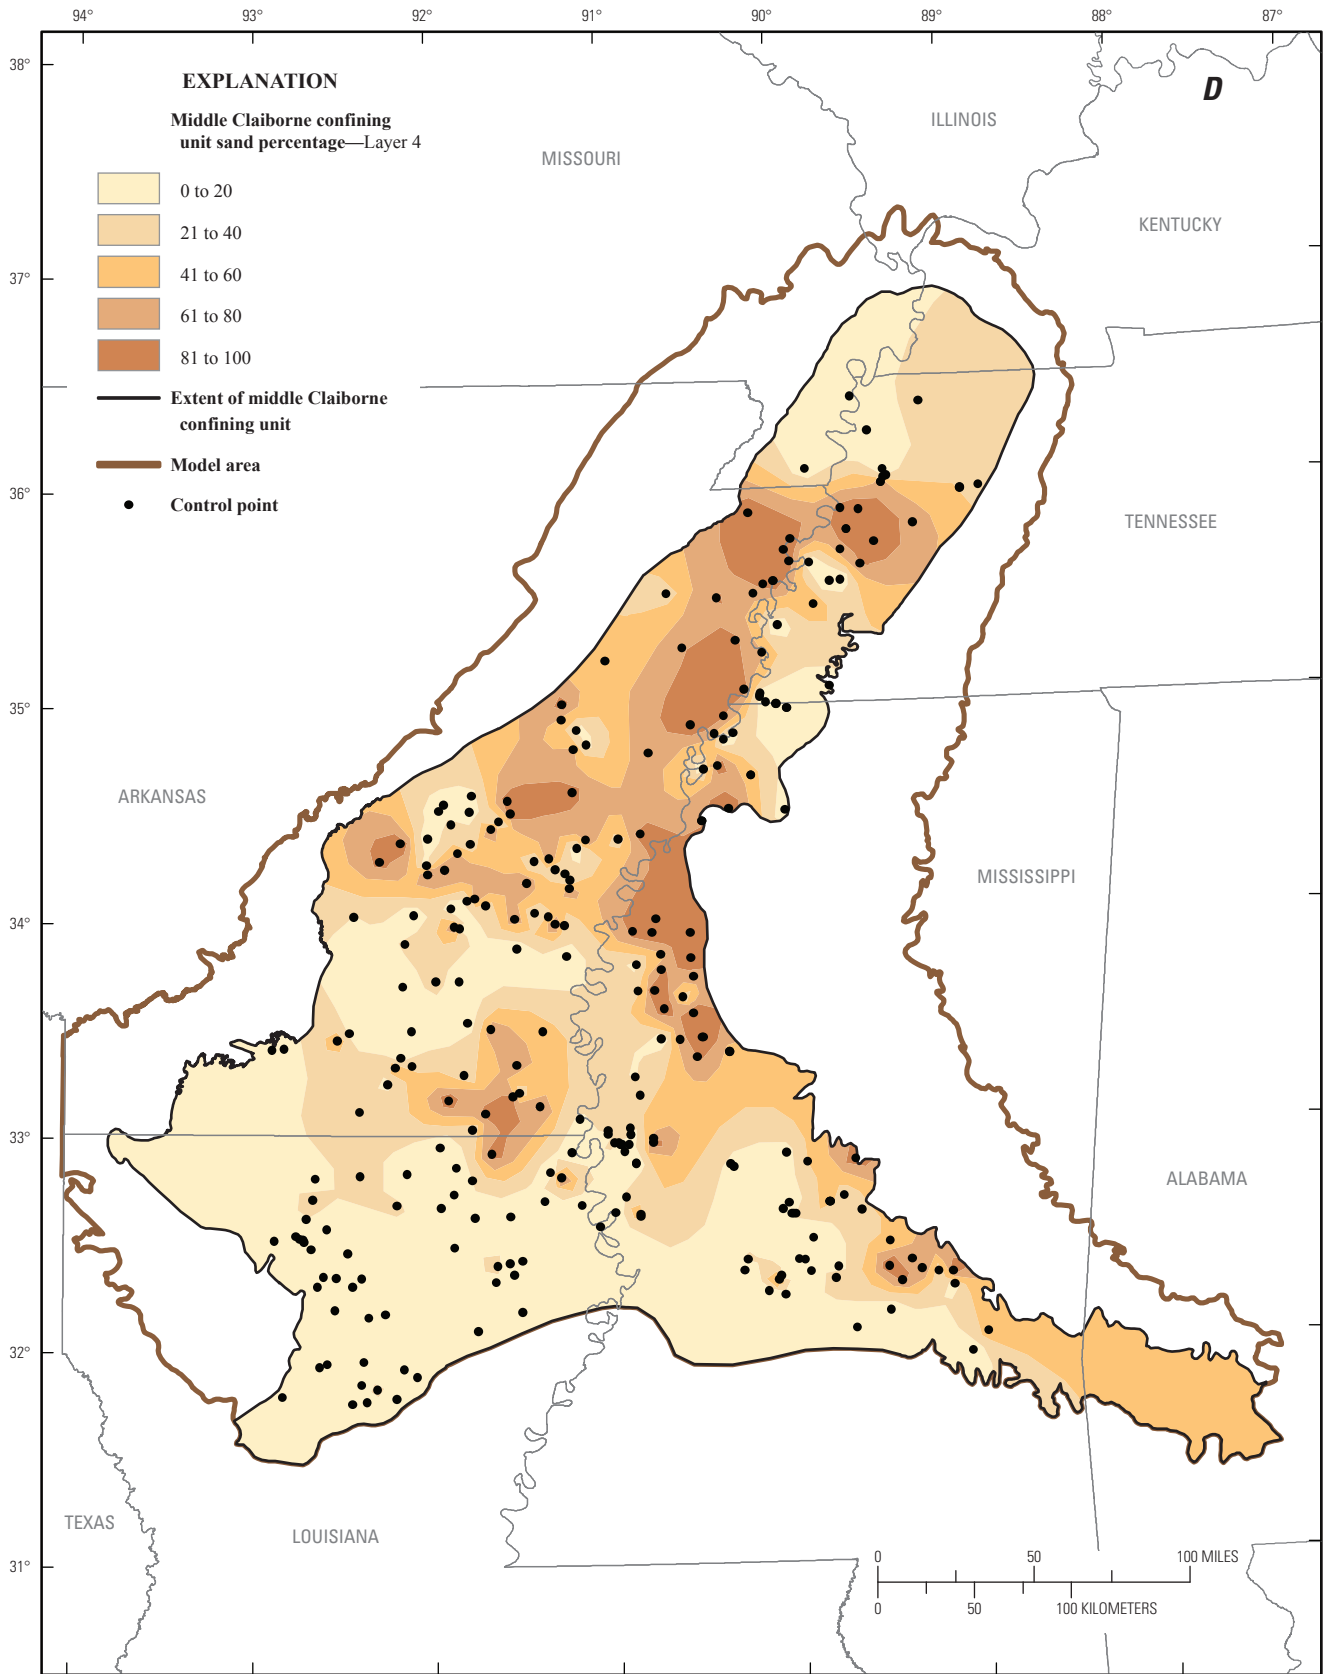 94° 93° 92° 91° 90° 89° 88° 87°
38°
EXPLANATION
D
Middle Claiborne confining
unit sand percentage—Layer 4
ILLINOIS
MISSOURI
0 to 20
KENTUCKY
21 to 40
41 to 60
37°
61 to 80
81 to 100
Extent of middle Claiborne
confining unit
Model area
36°
Control point
TENNESSEE
35°
ARKANSAS
MISSISSIPPI
34°
33°
ALABAMA
32°
TEXAS
LOUISIANA
31°
0 50 100 MILES
0 50 100 KILOMETERS